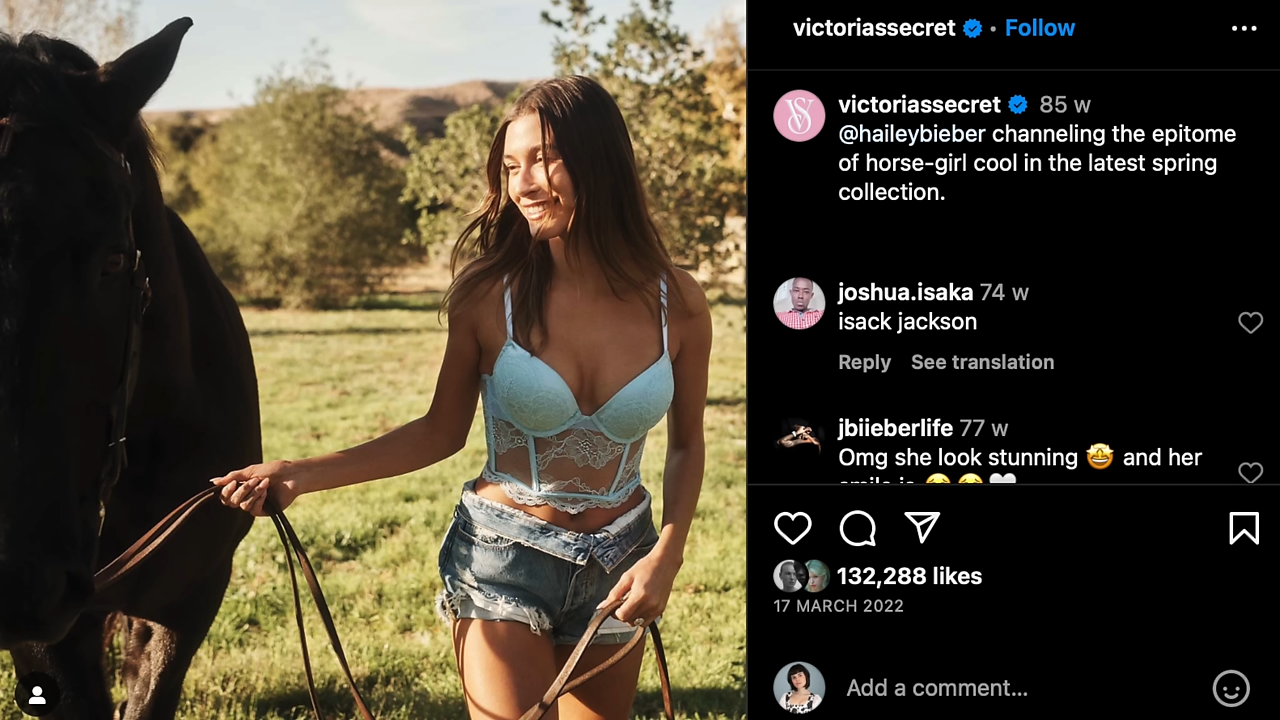 victoriassecret • Follow
victoriassecret 85 w
@haileybieber channeling the epitome
of horse-girl cool in the latest spring
collection.
joshua.isaka 74 w
isack jackson
Reply See translation
jbiieberlife 77 w
Omg she look stunning 🤩 and her
smile is
132,288 likes
17 MARCH 2022
Add a comment...